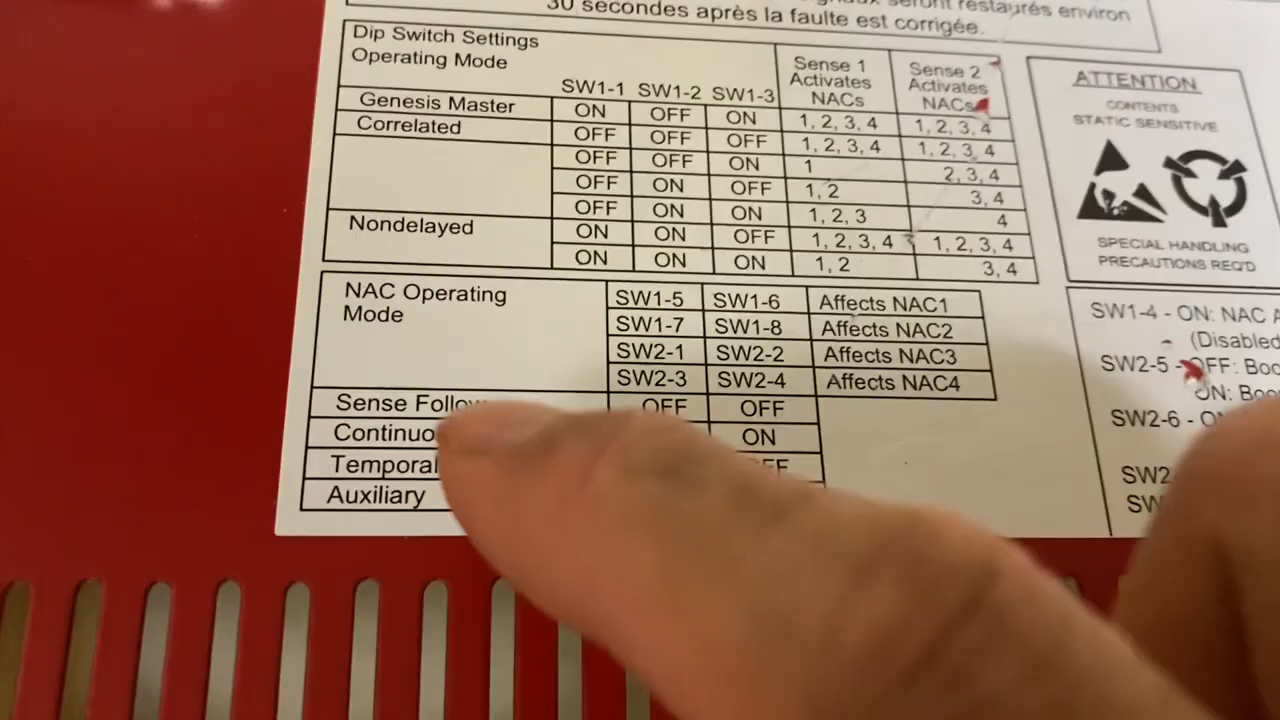 seront restaurés environ
30 secondes après la faulte est corrigée.
Dip Switch Settings
Operating Mode
SW1-1 SW1-2 SW1-3 Sense 1 Activates NACs Sense 2 Activates NACs
Genesis Master ON OFF ON 1, 2, 3, 4 1, 2, 3, 4
Correlated OFF OFF OFF 1, 2, 3, 4 1, 2, 3, 4
OFF OFF ON 1 2, 3, 4
OFF ON OFF 1, 2 3, 4
OFF ON ON 1, 2, 3 4
Nondelayed ON ON OFF 1, 2, 3, 4 1, 2, 3, 4
ON ON ON 1, 2 3, 4
NAC Operating
Mode
SW1-5 SW1-6 Affects NAC1
SW1-7 SW1-8 Affects NAC2
SW2-1 SW2-2 Affects NAC3
SW2-3 SW2-4 Affects NAC4
Sense OFF OFF
ON
Temporal
Auxiliary
ATTENTION
CONTENTS
STATIC SENSITIVE
SPECIAL HANDLING
PRECAUTIONS REQ'D
SW1-4 - ON: NAC
(Disabled
SW2-5 - OFF:
ON:
SW2-6 -
SW2
SW